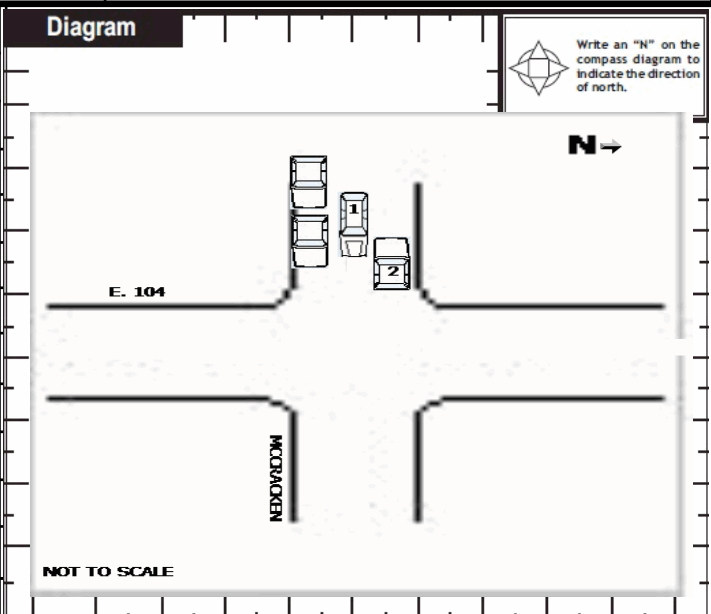 Diagram
Write an “N” on the
compass diagram to
indicate the direction
of north.
N
1
2
E. 104
MCCRACKEN
NOT TO SCALE